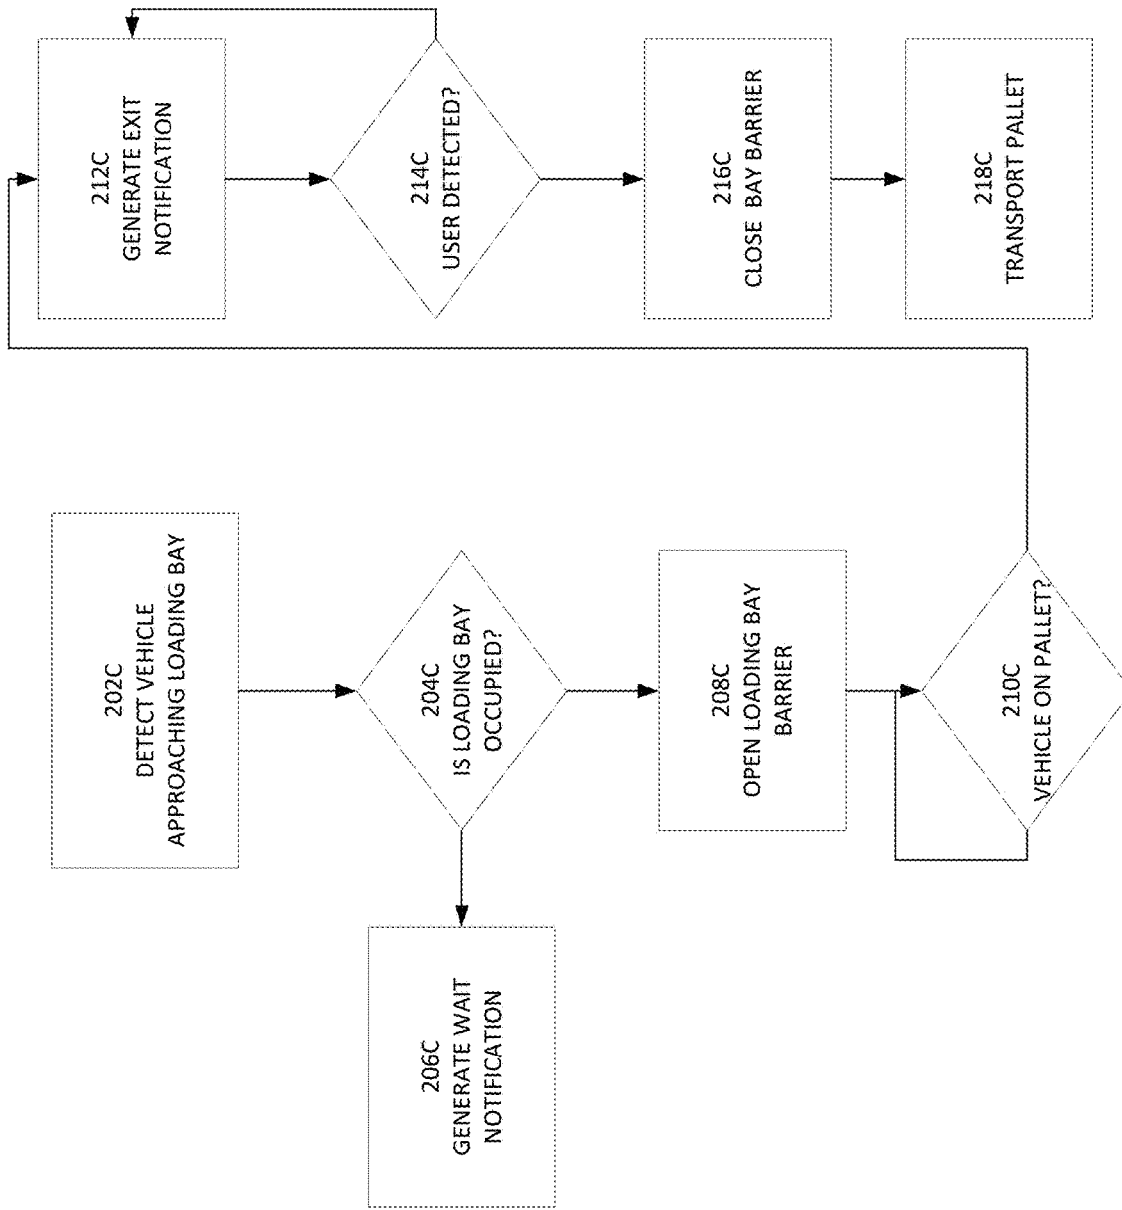 202C
DETECT VEHICLE
APPROACHING LOADING BAY
204C
IS LOADING BAY
OCCUPIED?
206C
GENERATE WAIT
NOTIFICATION
208C
OPEN LOADING BAY
BARRIER
210C
VEHICLE ON PALLET?
212C
GENERATE EXIT
NOTIFICATION
214C
USER DETECTED?
216C
CLOSE BAY BARRIER
218C
TRANSPORT PALLET